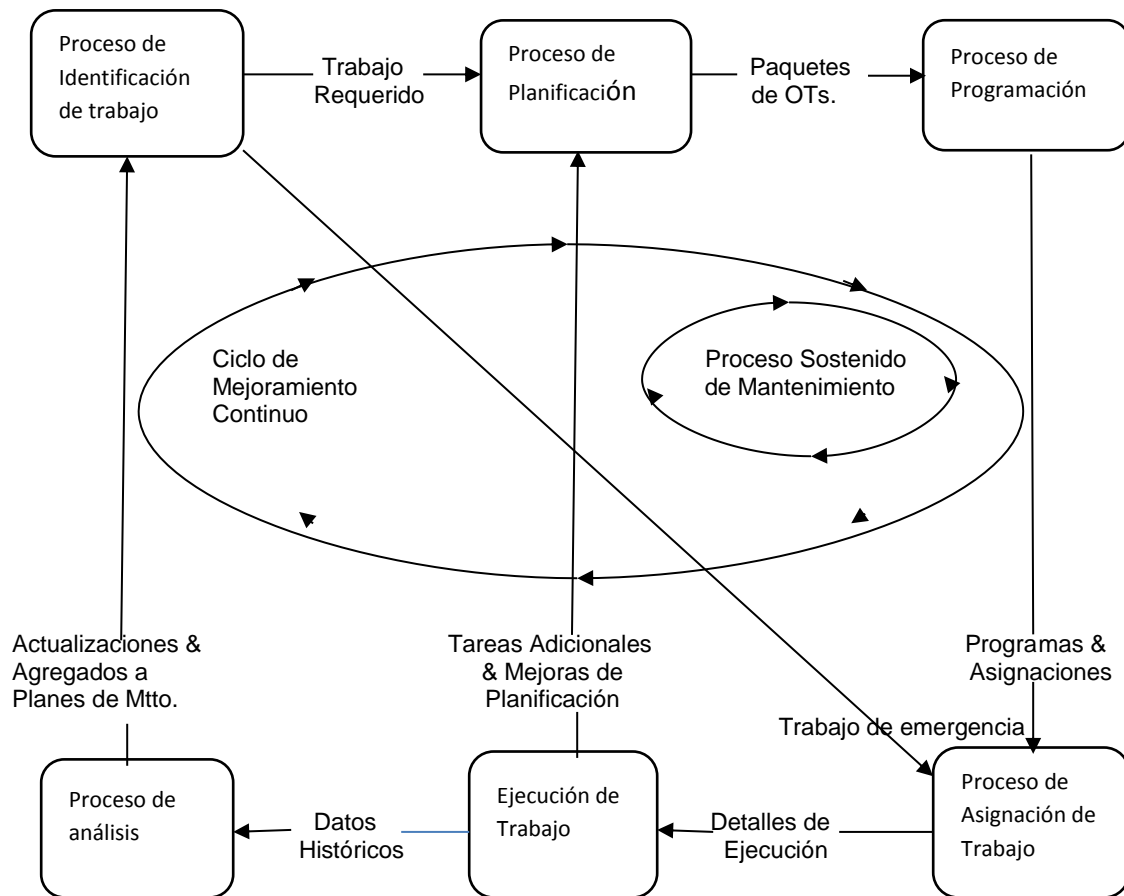 Proceso de
Identificación
de trabajo
Trabajo
Requerido
Proceso de
Planificación
Paquetes
de OTs.
Proceso de
Programación
Ciclo de
Mejoramiento
Continuo
Proceso Sostenido
de Mantenimiento
Actualizaciones &
Agregados a
Planes de Mtto.
Tareas Adicionales
& Mejoras de
Planificación
Programas &
Asignaciones
Trabajo de emergencia
Proceso de
análisis
Datos
Históricos
Ejecución de
Trabajo
Detalles de
Ejecución
Proceso de
Asignación de
Trabajo